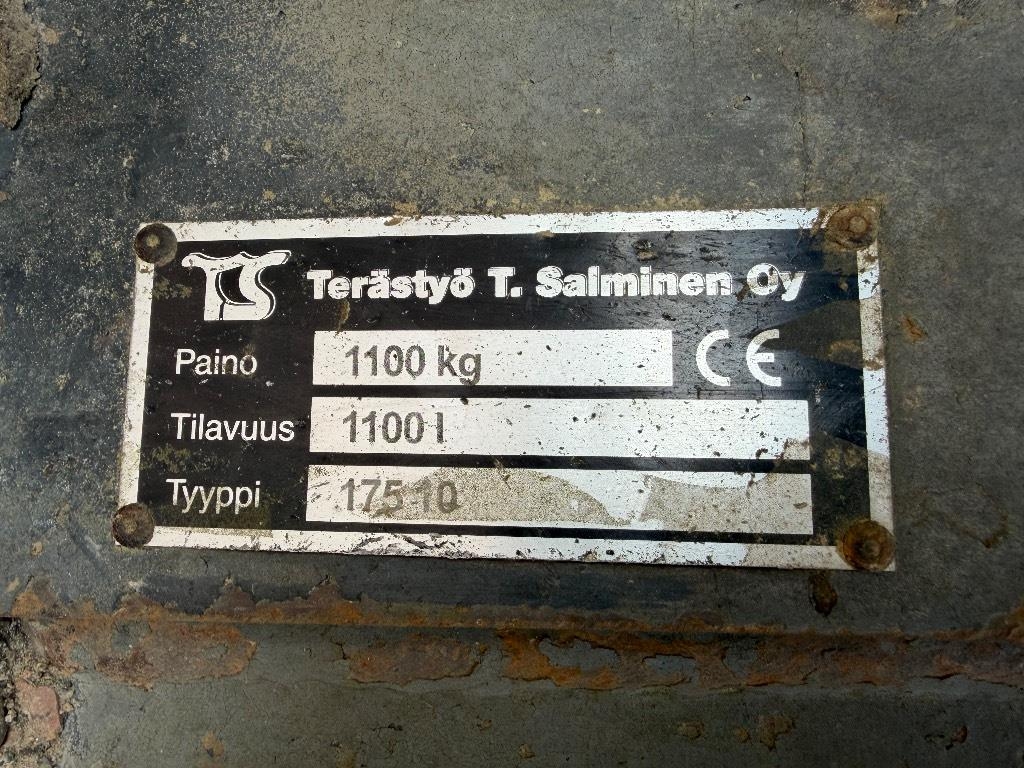 TS Terästyö T. Salminen Oy
Paino 1100 kg CE
Tilavuus 1100 l
Tyyppi 175 10